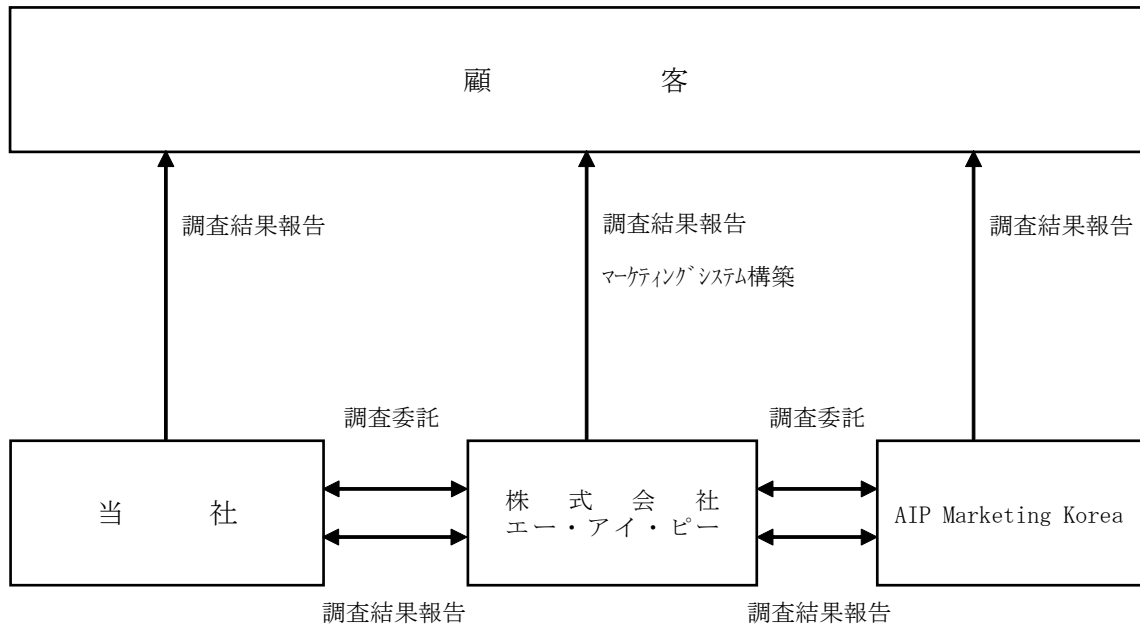 顧客
調査結果報告
調査結果報告
調査結果報告
マーケティングシステム構築
調査委託
調査委託
当社
株式会社
エー・アイ・ピー
AIP Marketing Korea
調査結果報告
調査結果報告